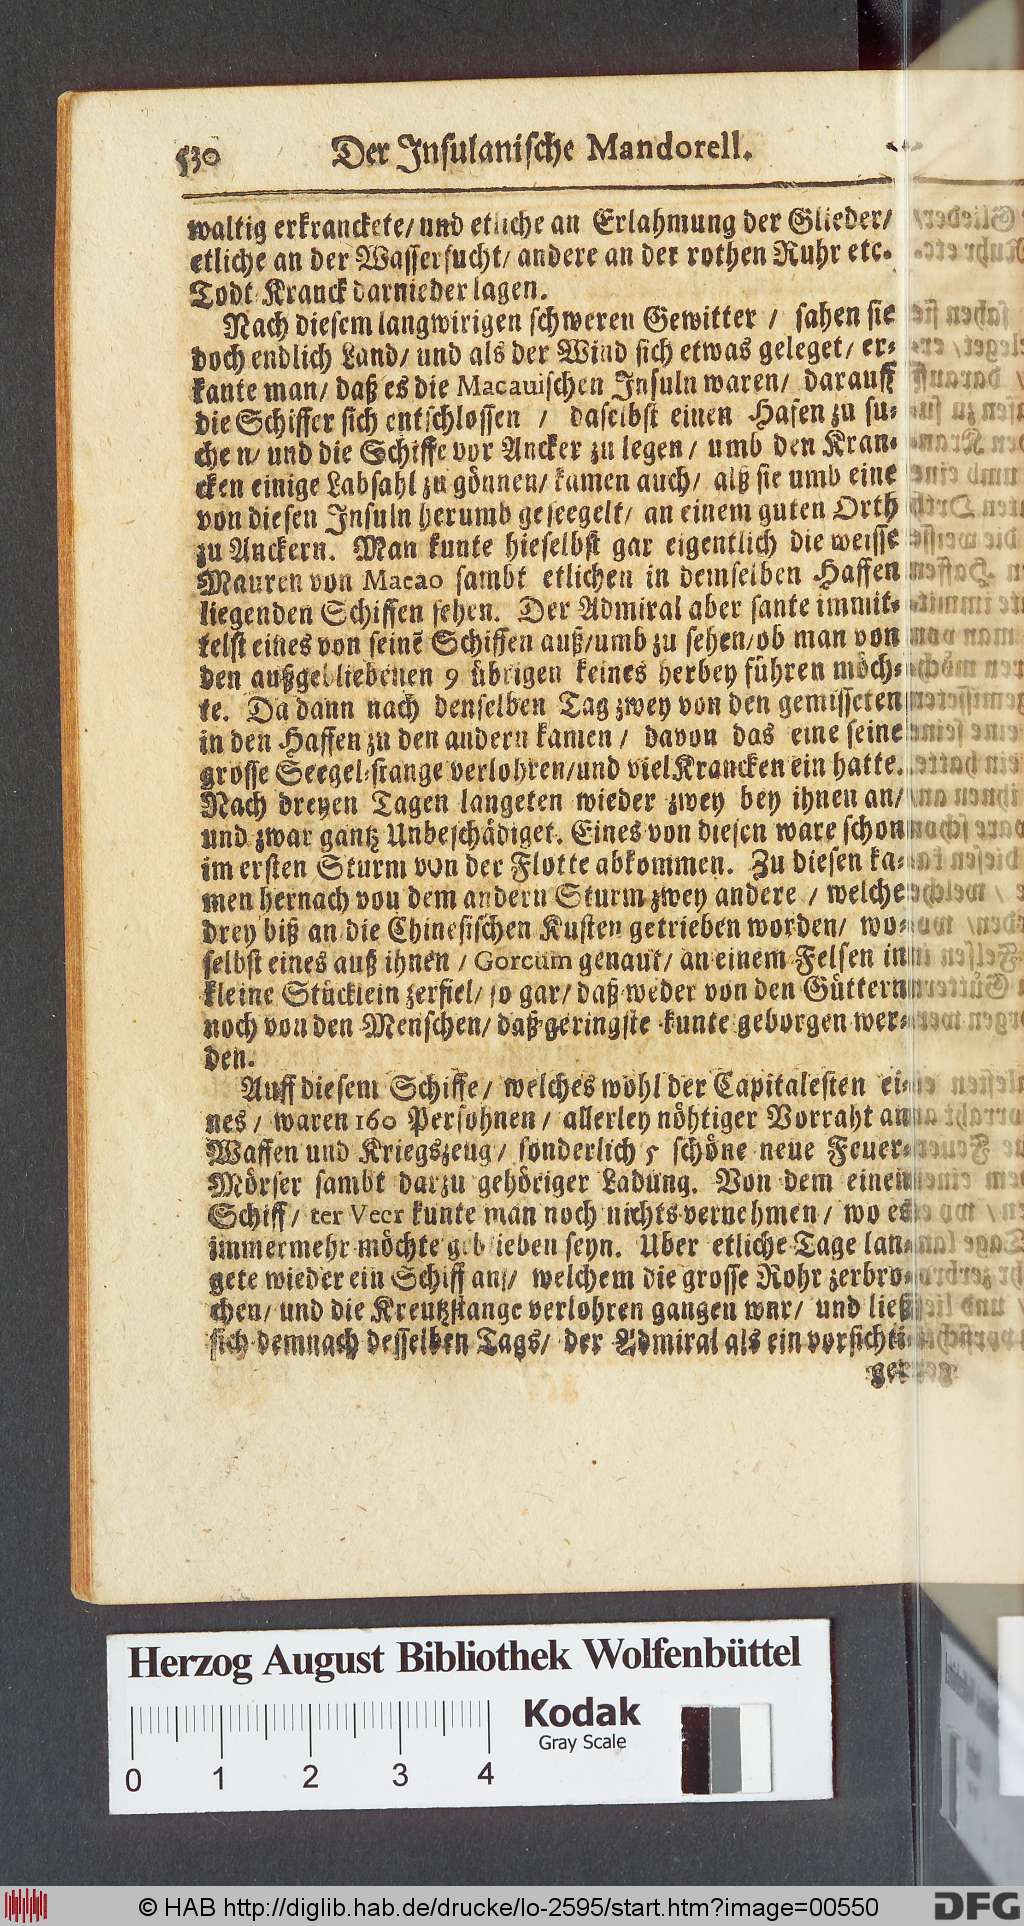 530 Der Insulanische Mandorell.
waltig erkranckete/ und etliche an Erlahmung der Glieder/
etliche an der Wassersucht/ andere an der rothen Ruhr etc.
Todt Kranck darnieder lagen.
Nach diesem langwirigen schweren Gewitter / sahen sie
doch endlich Land/ und als der Wind sich etwas geleget/ er-
kante man/ daß es die Macauischen Insuln waren/ darauff
die Schiffer sich entschlossen / daselbst einen Hafen zu su-
chen/ und die Schiffe vor Ancker zu legen/ umb den Kran-
cken einige Labsahl zu gönnen/ kamen auch/ alß sie umb eine
von diesen Insuln herumb geseegelt/ an einem guten Orth
zu Anckern. Man kunte hieselbst gar eigentlich die weisse
Mauren von Macao sambt etlichen in demselben Haffen
liegenden Schiffen sehen. Der Admiral aber sante immit-
telst eines von seinē Schiffen auß/umb zu sehen/ob man von
den außgebliebenen 9 übrigen keines herbey führen möch-
te. Da dann nach denselben Tag zwey von den gemisseten
in den Haffen zu den andern kamen / davon das eine seine
grosse Seegel-stange verlohren/und viel Krancken ein hatte.
Nach dreyen Tagen langeten wieder zwey bey ihnen an/
und zwar gantz Unbeschädiget. Eines von diesen ware schon
im ersten Sturm von der Flotte abkommen. Zu diesen ka-
men hernach vou dem andern Sturm zwey andere / welche
drey biß an die Chinesischen Kusten getrieben worden/ wo-
selbst eines auß ihnen / Gorcum genaut/ an einem Felsen in
kleine Stücklein zerfiel/ so gar/ daß weder von den Güttern
noch von den Menschen/ daß geringste kunte geborgen wer-
den.
Auff diesem Schiffe/ welches wohl der Capitalesten ei-
nes / waren 160 Persohnen / allerley nöhtiger Vorraht an
Waffen und Kriegszeug/ sonderlich 5 schöne neue Feuer-
Mörser sambt darzu gehöriger Ladung. Von dem einen
Schiff/ ter Veer kunte man noch nichts vernehmen/ wo es
immermehr möchte geblieben seyn. Uber etliche Tage lan-
gete wieder ein Schiff an/ welchem die grosse Rohr zerbro-
chen/ und die Kreutzstange verlohren gangen war/ und ließ
sich demnach desselben Tags/ der Admiral als ein vorsichti-
ger
Herzog August Bibliothek Wolfenbüttel
Kodak
Gray Scale
0 1 2 3 4
© HAB http://diglib.hab.de/drucke/lo-2595/start.htm?image=00550
DFG